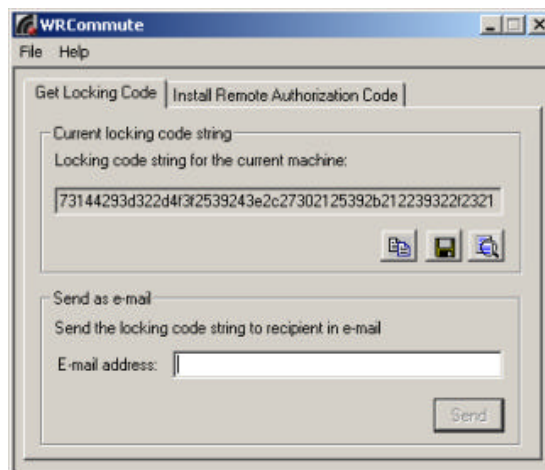 WRCommute
File Help
Get Locking Code Install Remote Authorization Code
Current locking code string
Locking code string for the current machine:
73144293d322d4f3f2539243e2c27302125392b212239322f2321
Send as e-mail
Send the locking code string to recipient in e-mail
E-mail address:
Send